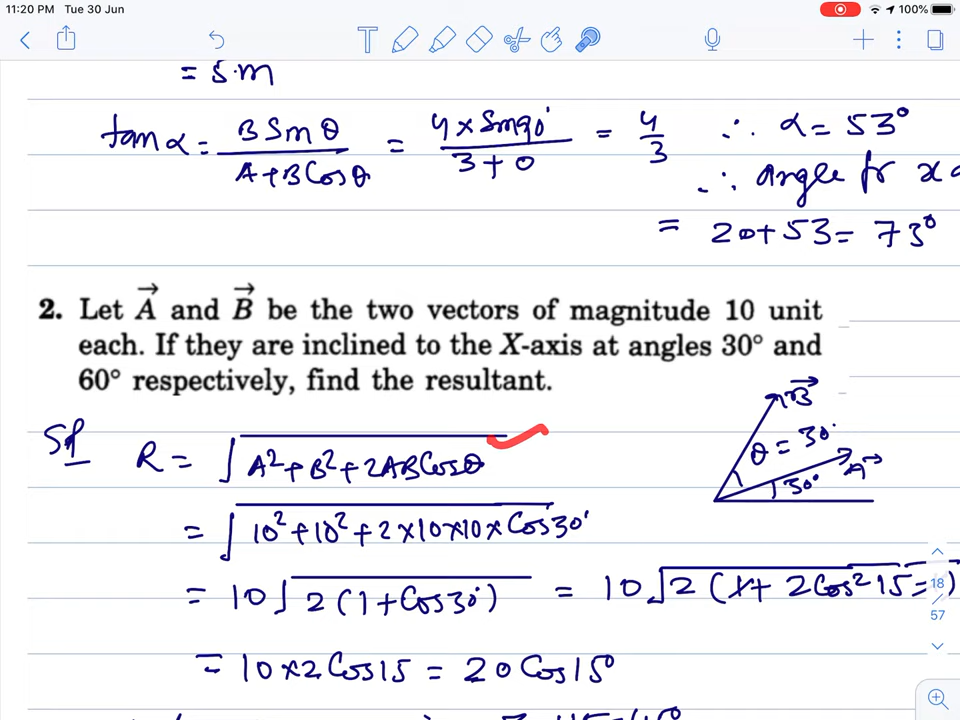 11:20 PM Tue 30 Jun 100%
= 5 m
tan α = B Sin θ / A + B Cos θ = 4 × Sin 90° / 3 + 0 = 4 / 3 ∴ α = 53°
∴ angle fr x
= 20 + 53 = 73°
2. Let A⃗ and B⃗ be the two vectors of magnitude 10 unit
each. If they are inclined to the X-axis at angles 30° and
60° respectively, find the resultant.
B⃗
θ = 30°
A⃗
30°
Sol R = √(A² + B² + 2AB Cos θ)
= √(10² + 10² + 2 × 10 × 10 × Cos 30°)
= 10 √(2 (1 + Cos 30°)) = 10 √(2 (1 + 2 Cos² 15 - 1))
= 10 × 2 Cos 15 = 20 Cos 15°
18
/
57